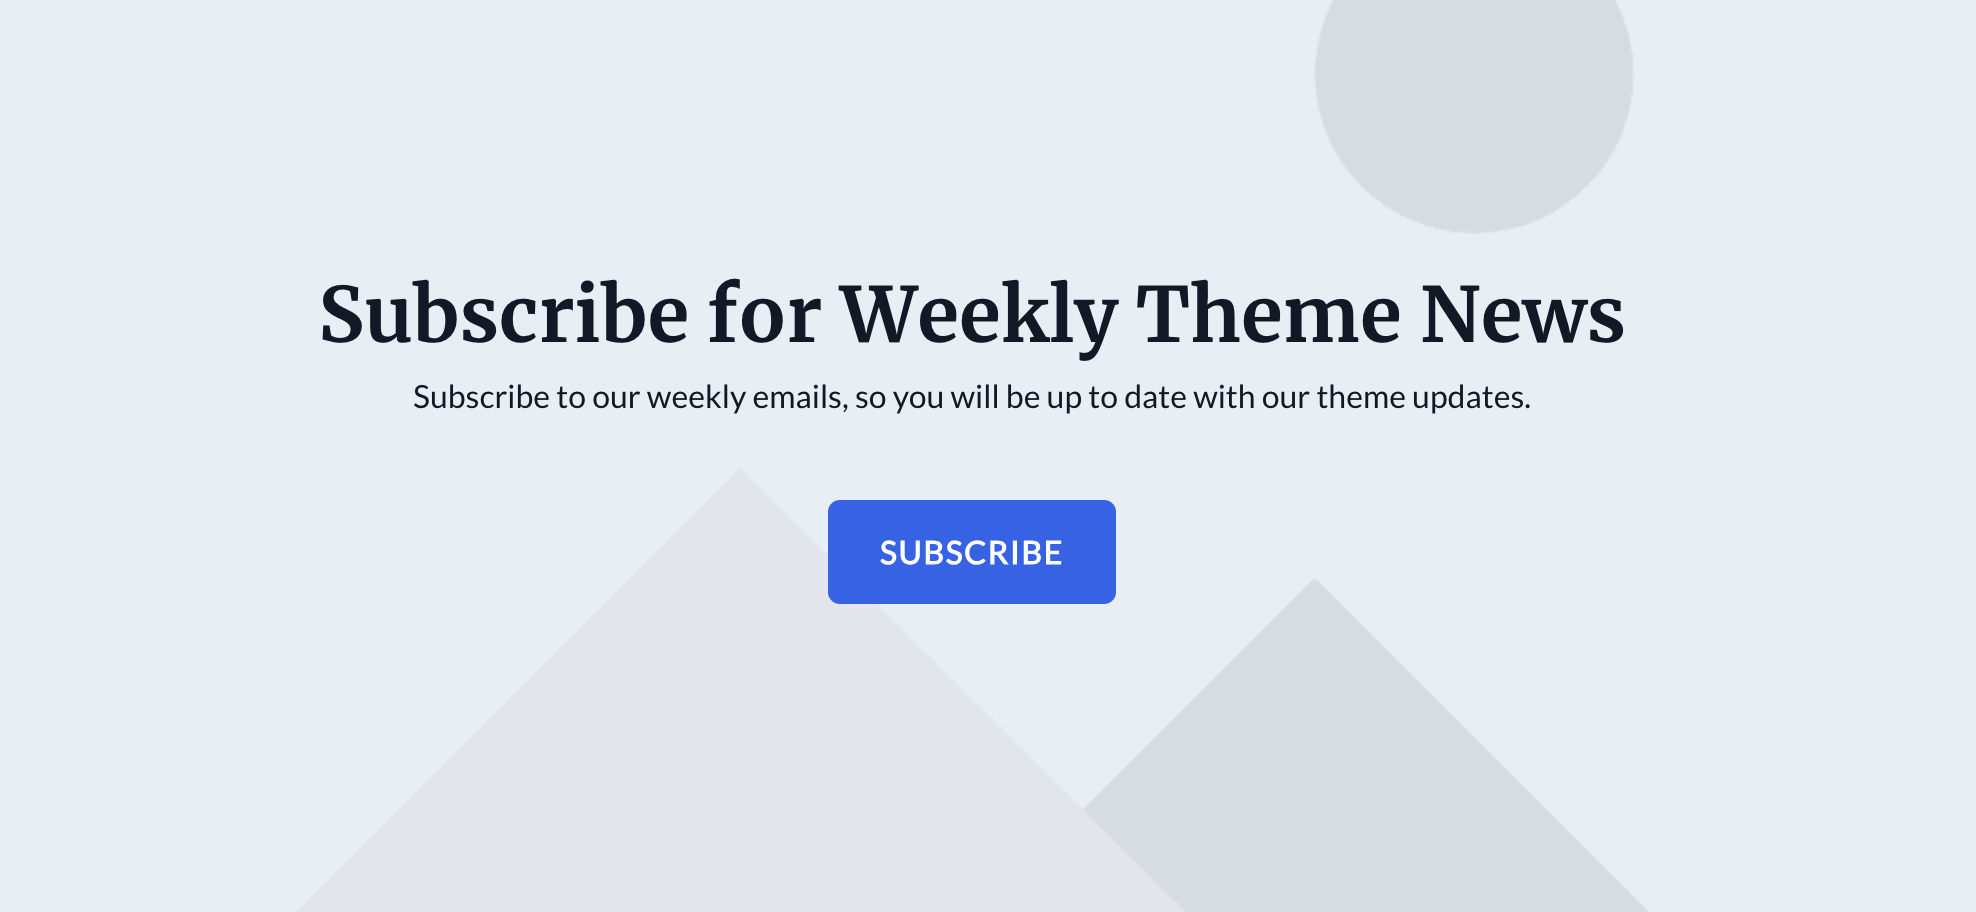 Subscribe for Weekly Theme News
Subscribe to our weekly emails, so you will be up to date with our theme updates.
SUBSCRIBE